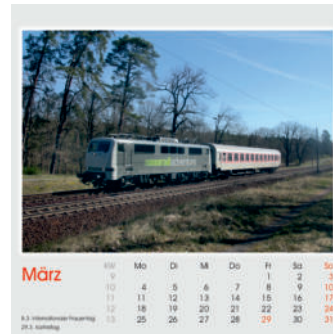 railadventure
März
KW Mo Di Mi Do Fr Sa So
9 1 2 3
10 4 5 6 7 8 9 10
11 11 12 13 14 15 16 17
12 18 19 20 21 22 23 24
13 25 26 27 28 29 30 31
8.3. Internationaler Frauentag
29.3. Karfreitag